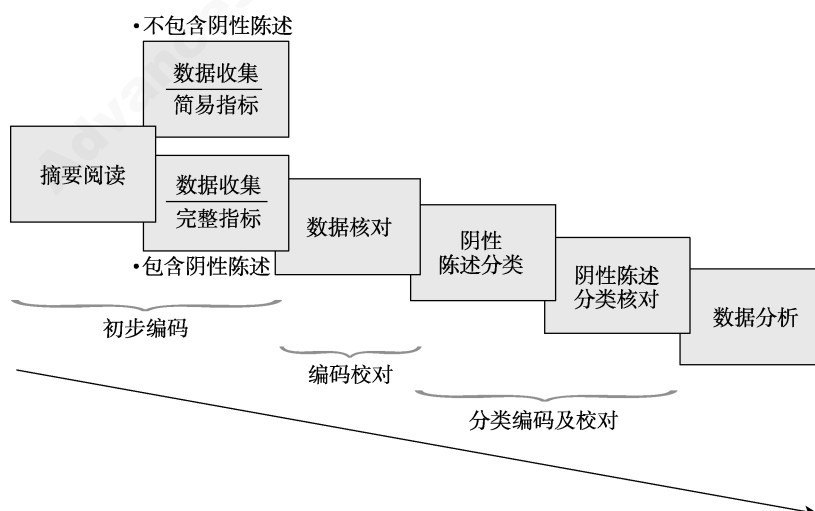 •不包含阴性陈述
数据收集
简易指标
摘要阅读
数据收集
完整指标
•包含阴性陈述
数据核对
阴性
陈述分类
阴性陈述
分类核对
数据分析
初步编码
编码校对
分类编码及校对